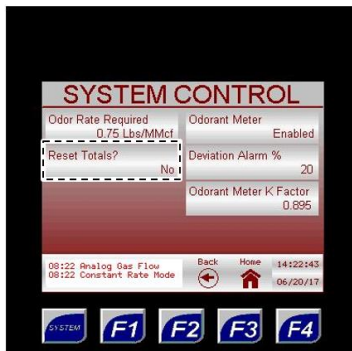 SYSTEM CONTROL
Odor Rate Required
0.75 Lbs/MMcf
Odorant Meter
Enabled
Reset Totals?
No
Deviation Alarm %
20
Odorant Meter K Factor
0.895
08:22 Analog Gas Flow
08:22 Constant Rate Mode
Back
Home
14:22:43
06/20/17
SYSTEM
F1
F2
F3
F4